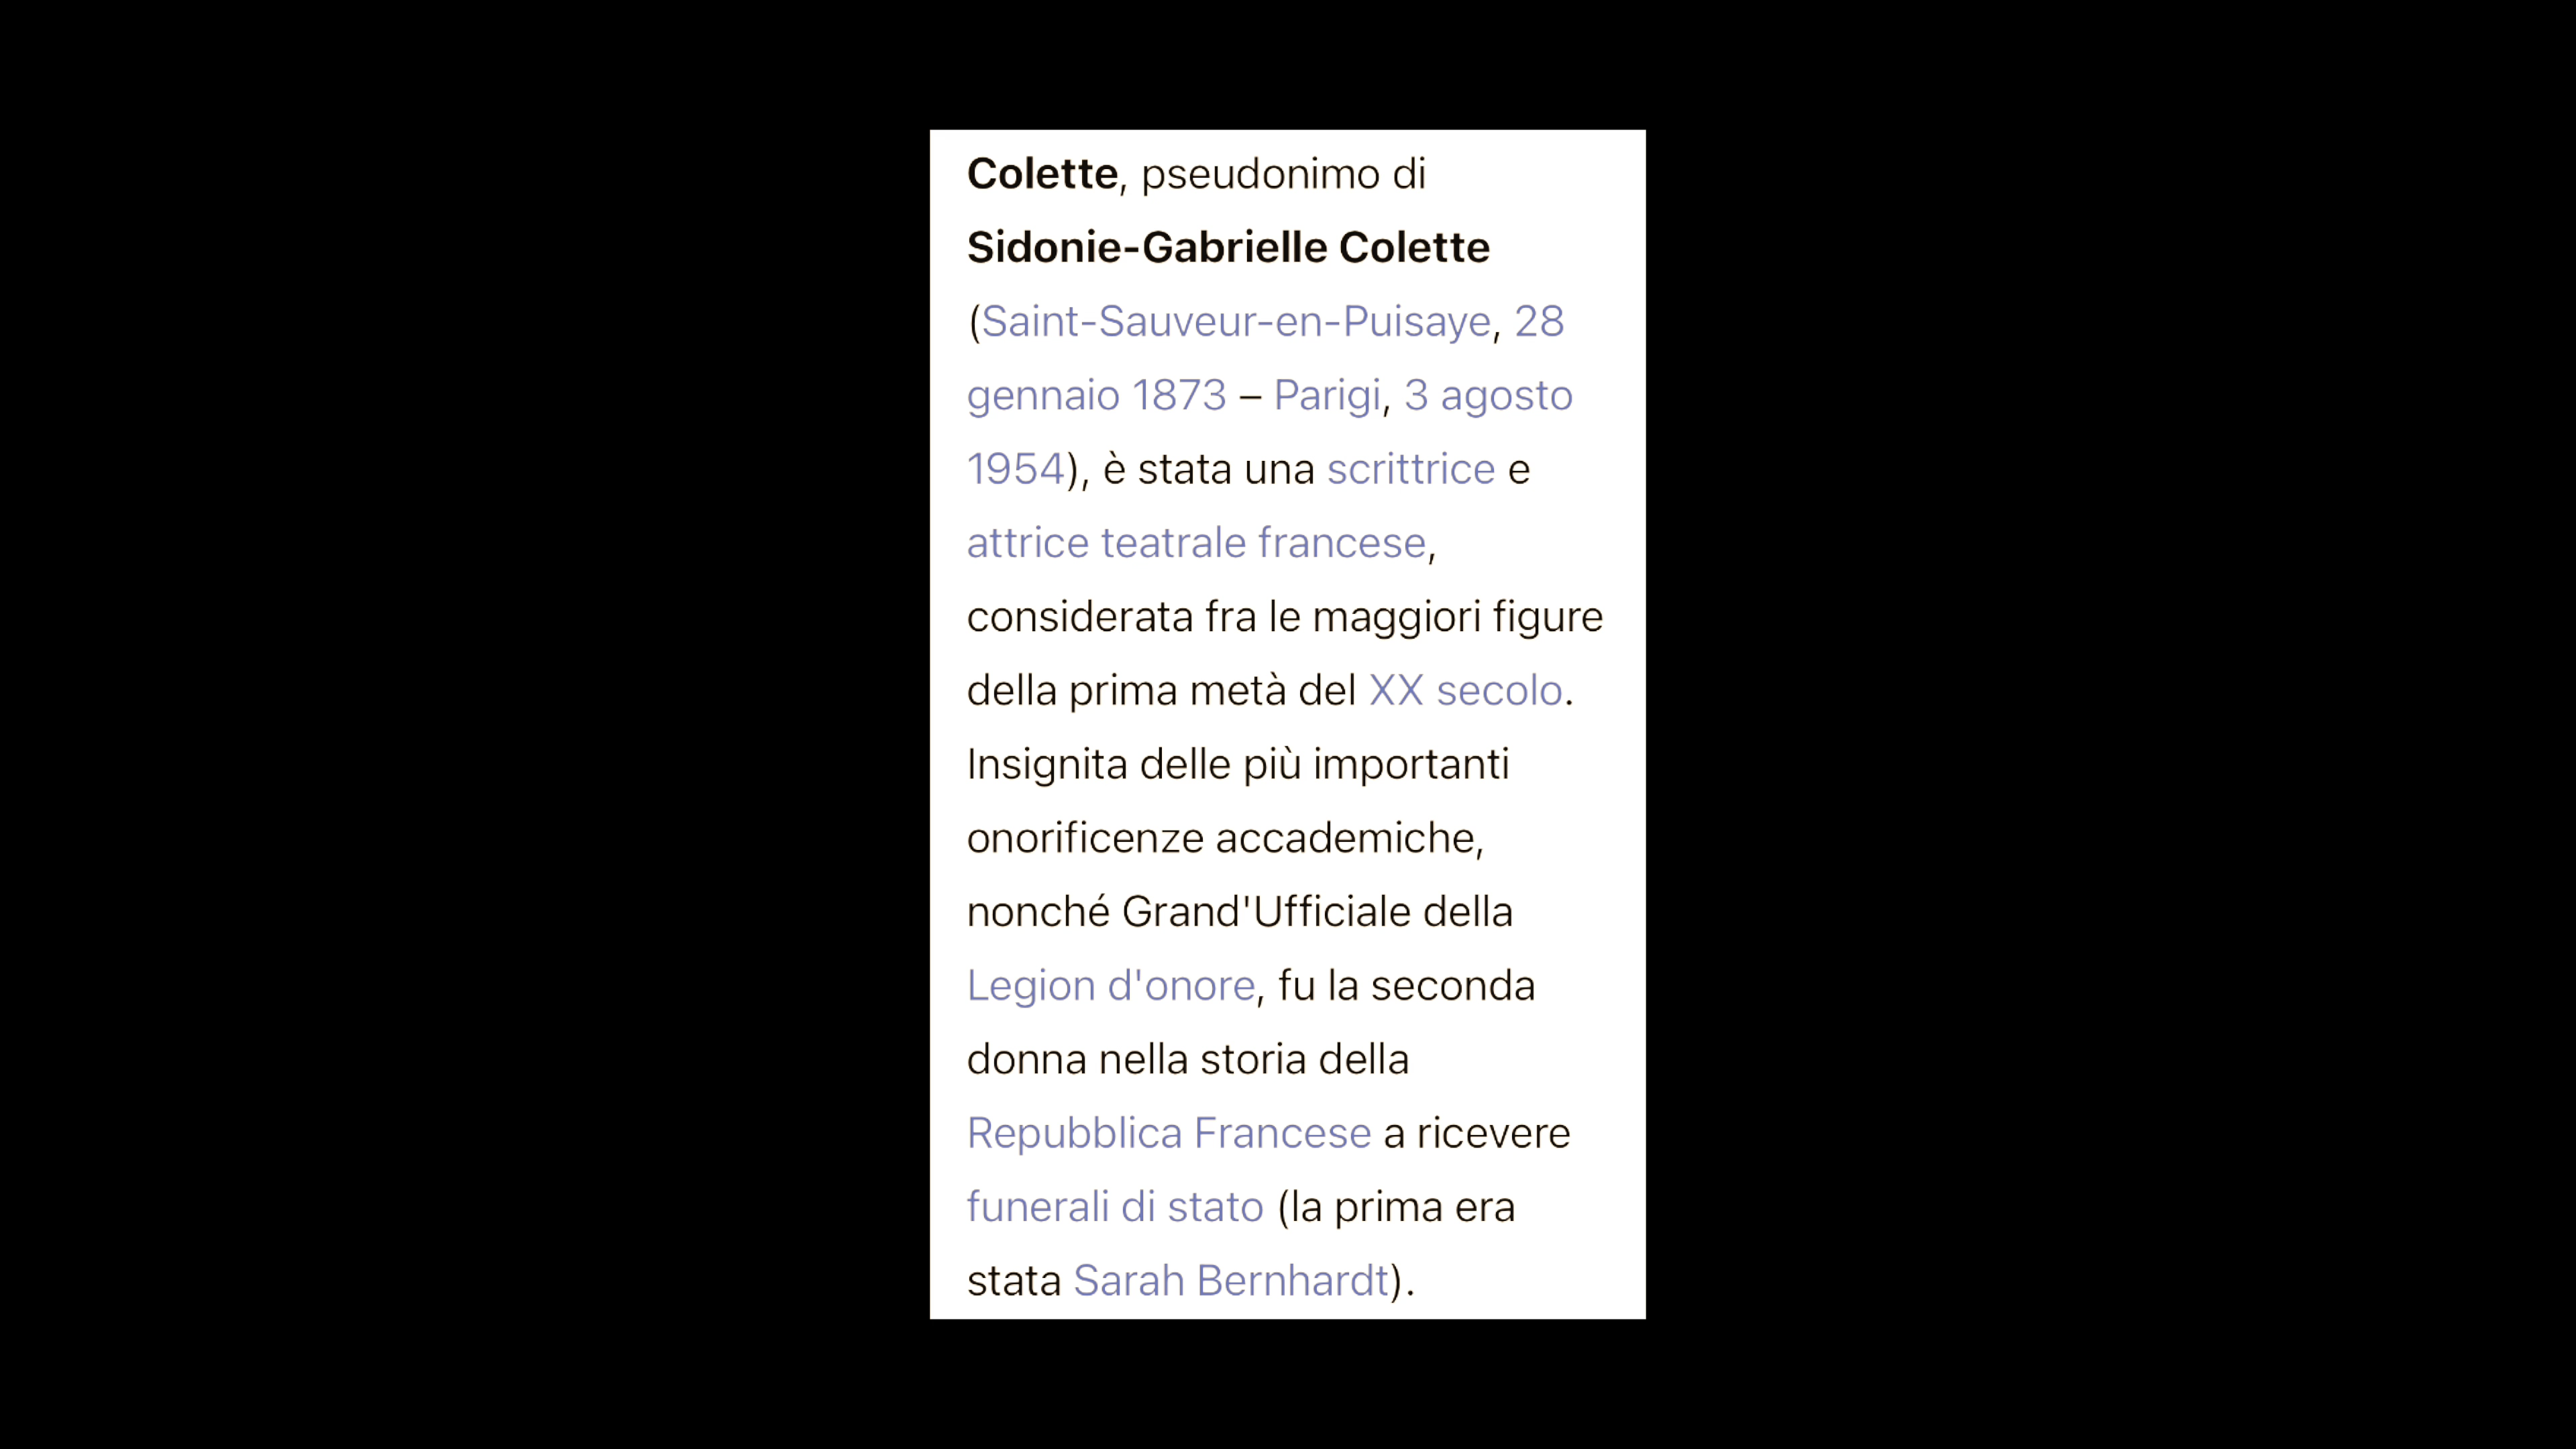 Colette, pseudonimo di
Sidonie-Gabrielle Colette
(Saint-Sauveur-en-Puisaye, 28
gennaio 1873 – Parigi, 3 agosto
1954), è stata una scrittrice e
attrice teatrale francese,
considerata fra le maggiori figure
della prima metà del XX secolo.
Insignita delle più importanti
onorificenze accademiche,
nonché Grand'Ufficiale della
Legion d'onore, fu la seconda
donna nella storia della
Repubblica Francese a ricevere
funerali di stato (la prima era
stata Sarah Bernhardt).